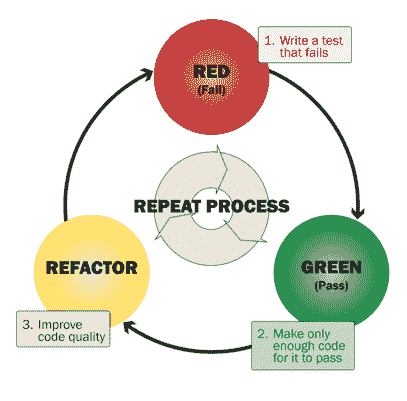 1. Write a test
that fails
RED
(Fail)
REPEAT PROCESS
REFACTOR
GREEN
(Pass)
3. Improve
code quality
2. Make only
enough code
for it to pass